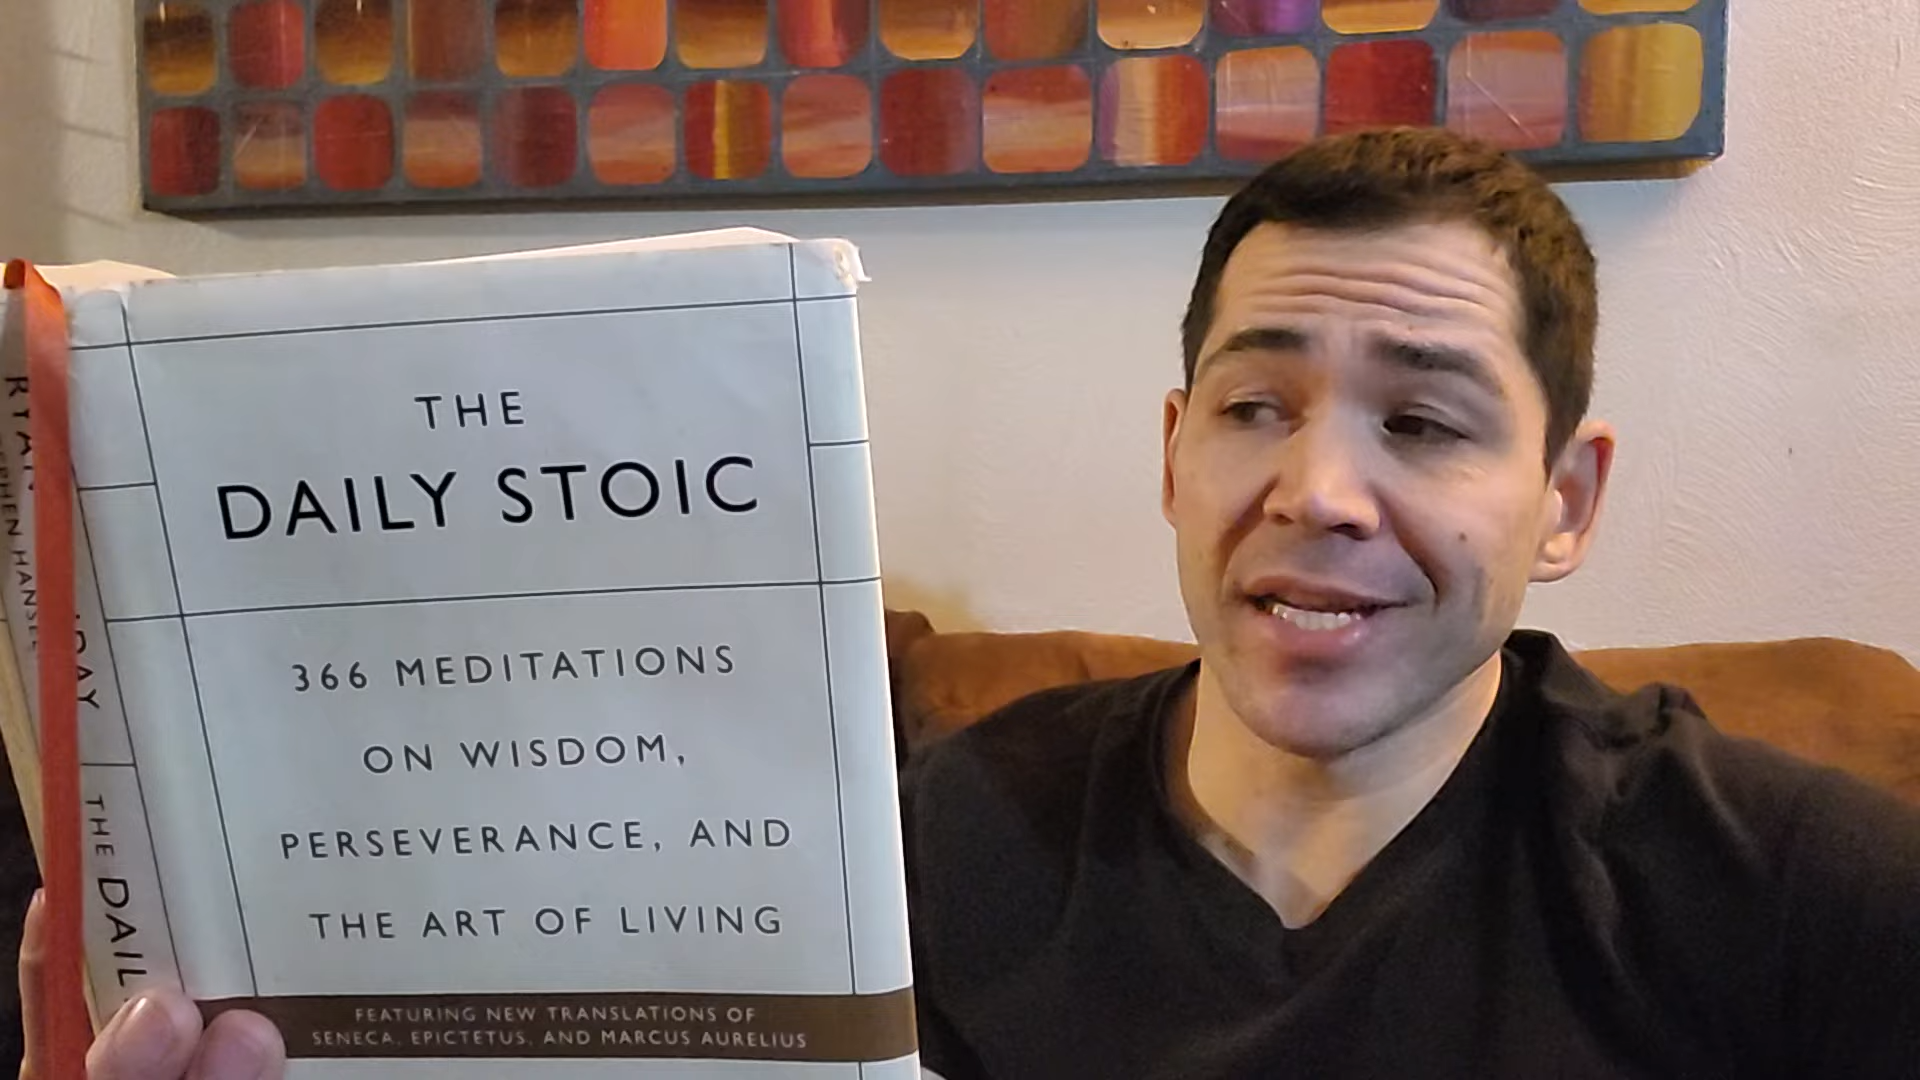 THE
DAILY STOIC
366 MEDITATIONS
ON WISDOM,
PERSEVERANCE, AND
THE ART OF LIVING
FEATURING NEW TRANSLATIONS OF
SENECA, EPICTETUS, AND MARCUS AURELIUS
THE DAIL